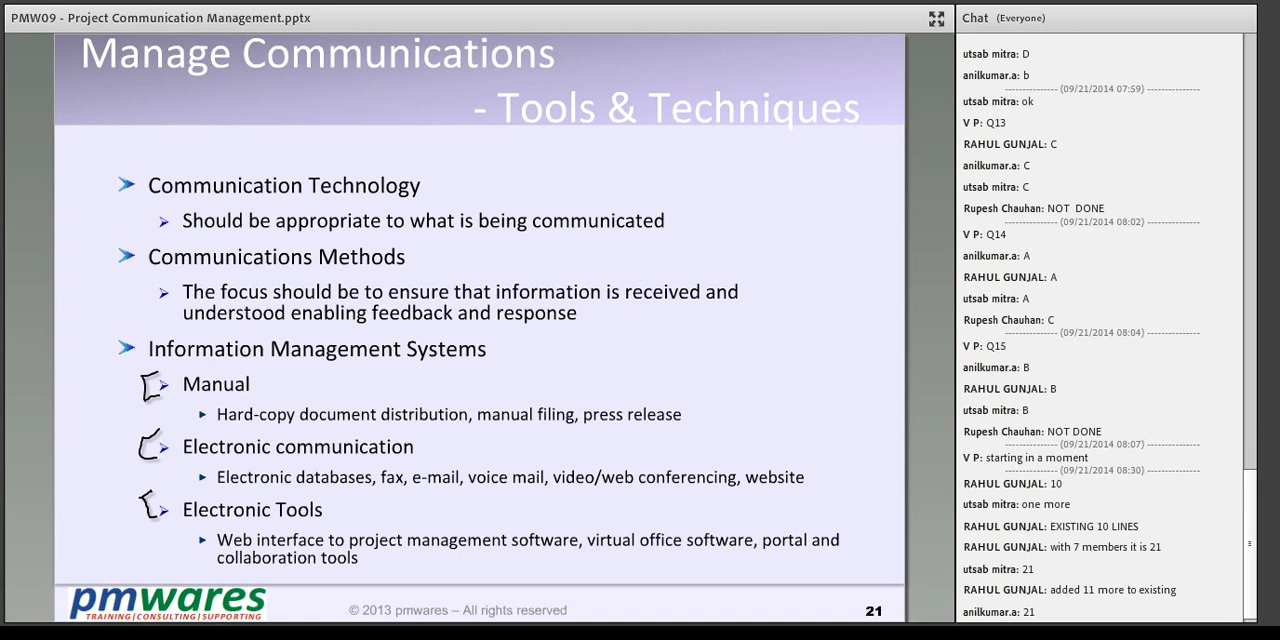 PMW09 - Project Communication Management.pptx
Manage Communications
- Tools & Techniques
Communication Technology
Should be appropriate to what is being communicated
Communications Methods
The focus should be to ensure that information is received and
understood enabling feedback and response
Information Management Systems
Manual
Hard-copy document distribution, manual filing, press release
Electronic communication
Electronic databases, fax, e-mail, voice mail, video/web conferencing, website
Electronic Tools
Web interface to project management software, virtual office software, portal and
collaboration tools
pmwares
TRAINING|CONSULTING|SUPPORTING
© 2013 pmwares – All rights reserved
21
Chat (Everyone)
utsab mitra: D
anilkumar.a: b
--------------- (09/21/2014 07:59) ---------------
utsab mitra: ok
V P: Q13
RAHUL GUNJAL: C
anilkumar.a: C
utsab mitra: C
Rupesh Chauhan: NOT DONE
--------------- (09/21/2014 08:02) ---------------
V P: Q14
anilkumar.a: A
RAHUL GUNJAL: A
utsab mitra: A
Rupesh Chauhan: C
--------------- (09/21/2014 08:04) ---------------
V P: Q15
anilkumar.a: B
RAHUL GUNJAL: B
utsab mitra: B
Rupesh Chauhan: NOT DONE
--------------- (09/21/2014 08:07) ---------------
V P: starting in a moment
--------------- (09/21/2014 08:30) ---------------
RAHUL GUNJAL: 10
utsab mitra: one more
RAHUL GUNJAL: EXISTING 10 LINES
RAHUL GUNJAL: with 7 members it is 21
utsab mitra: 21
RAHUL GUNJAL: added 11 more to existing
anilkumar.a: 21